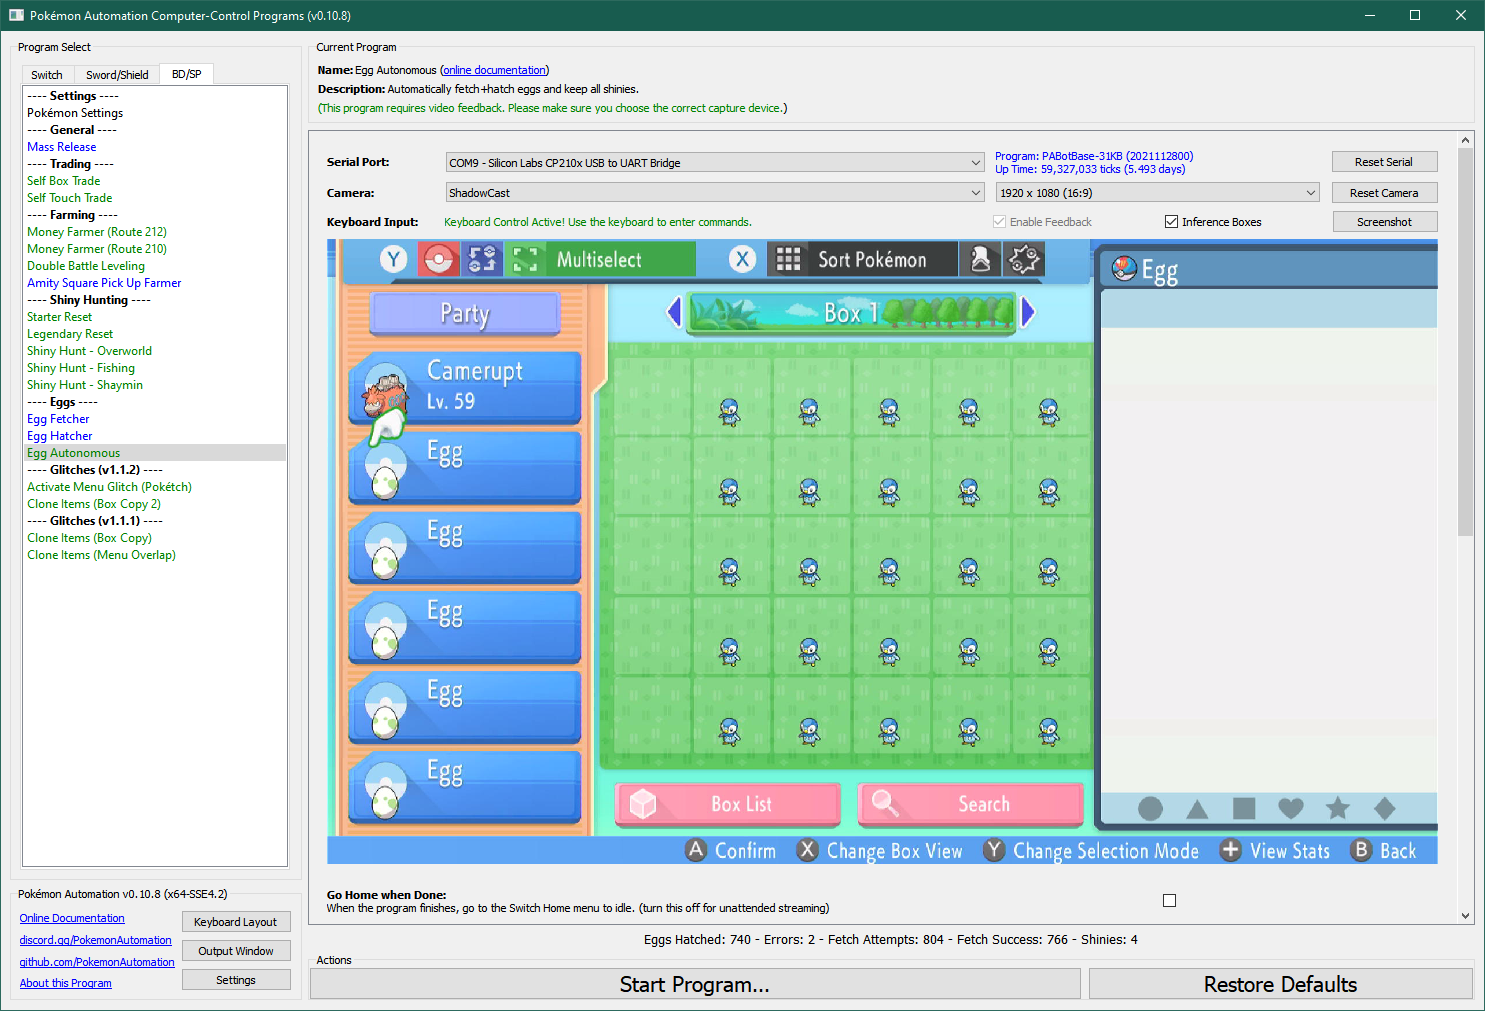 Pokémon Automation Computer-Control Programs (v0.10.8)
Program Select
Switch
Sword/Shield
BD/SP
---- Settings ----
Pokémon Settings
---- General ----
Mass Release
---- Trading ----
Self Box Trade
Self Touch Trade
---- Farming ----
Money Farmer (Route 212)
Money Farmer (Route 210)
Double Battle Leveling
Amity Square Pick Up Farmer
---- Shiny Hunting ----
Starter Reset
Legendary Reset
Shiny Hunt - Overworld
Shiny Hunt - Fishing
Shiny Hunt - Shaymin
---- Eggs ----
Egg Fetcher
Egg Hatcher
Egg Autonomous
---- Glitches (v1.1.2) ----
Activate Menu Glitch (Pokétch)
Clone Items (Box Copy 2)
---- Glitches (v1.1.1) ----
Clone Items (Box Copy)
Clone Items (Menu Overlap)
Pokémon Automation v0.10.8 (x64-SSE4.2)
Online Documentation
Keyboard Layout
discord.gg/PokemonAutomation
Output Window
github.com/PokemonAutomation
About this Program
Settings
Current Program
Name: Egg Autonomous (online documentation)
Description: Automatically fetch+hatch eggs and keep all shinies.
(This program requires video feedback. Please make sure you choose the correct capture device.)
Serial Port:
COM9 - Silicon Labs CP210x USB to UART Bridge
Program: PABotBase-31KB (2021112800)
Up Time: 59,327,033 ticks (5.493 days)
Reset Serial
Camera:
ShadowCast
1920 x 1080 (16:9)
Reset Camera
Keyboard Input:
Keyboard Control Active! Use the keyboard to enter commands.
Enable Feedback
Inference Boxes
Screenshot
Y
Multiselect
X
Sort Pokémon
Egg
Party
Box 1
Camerupt
Lv. 59
Egg
Egg
Egg
Egg
Egg
Box List
Search
A Confirm
X Change Box View
Y Change Selection Mode
+ View Stats
B Back
Go Home when Done:
When the program finishes, go to the Switch Home menu to idle. (turn this off for unattended streaming)
Eggs Hatched: 740 - Errors: 2 - Fetch Attempts: 804 - Fetch Success: 766 - Shinies: 4
Actions
Start Program...
Restore Defaults